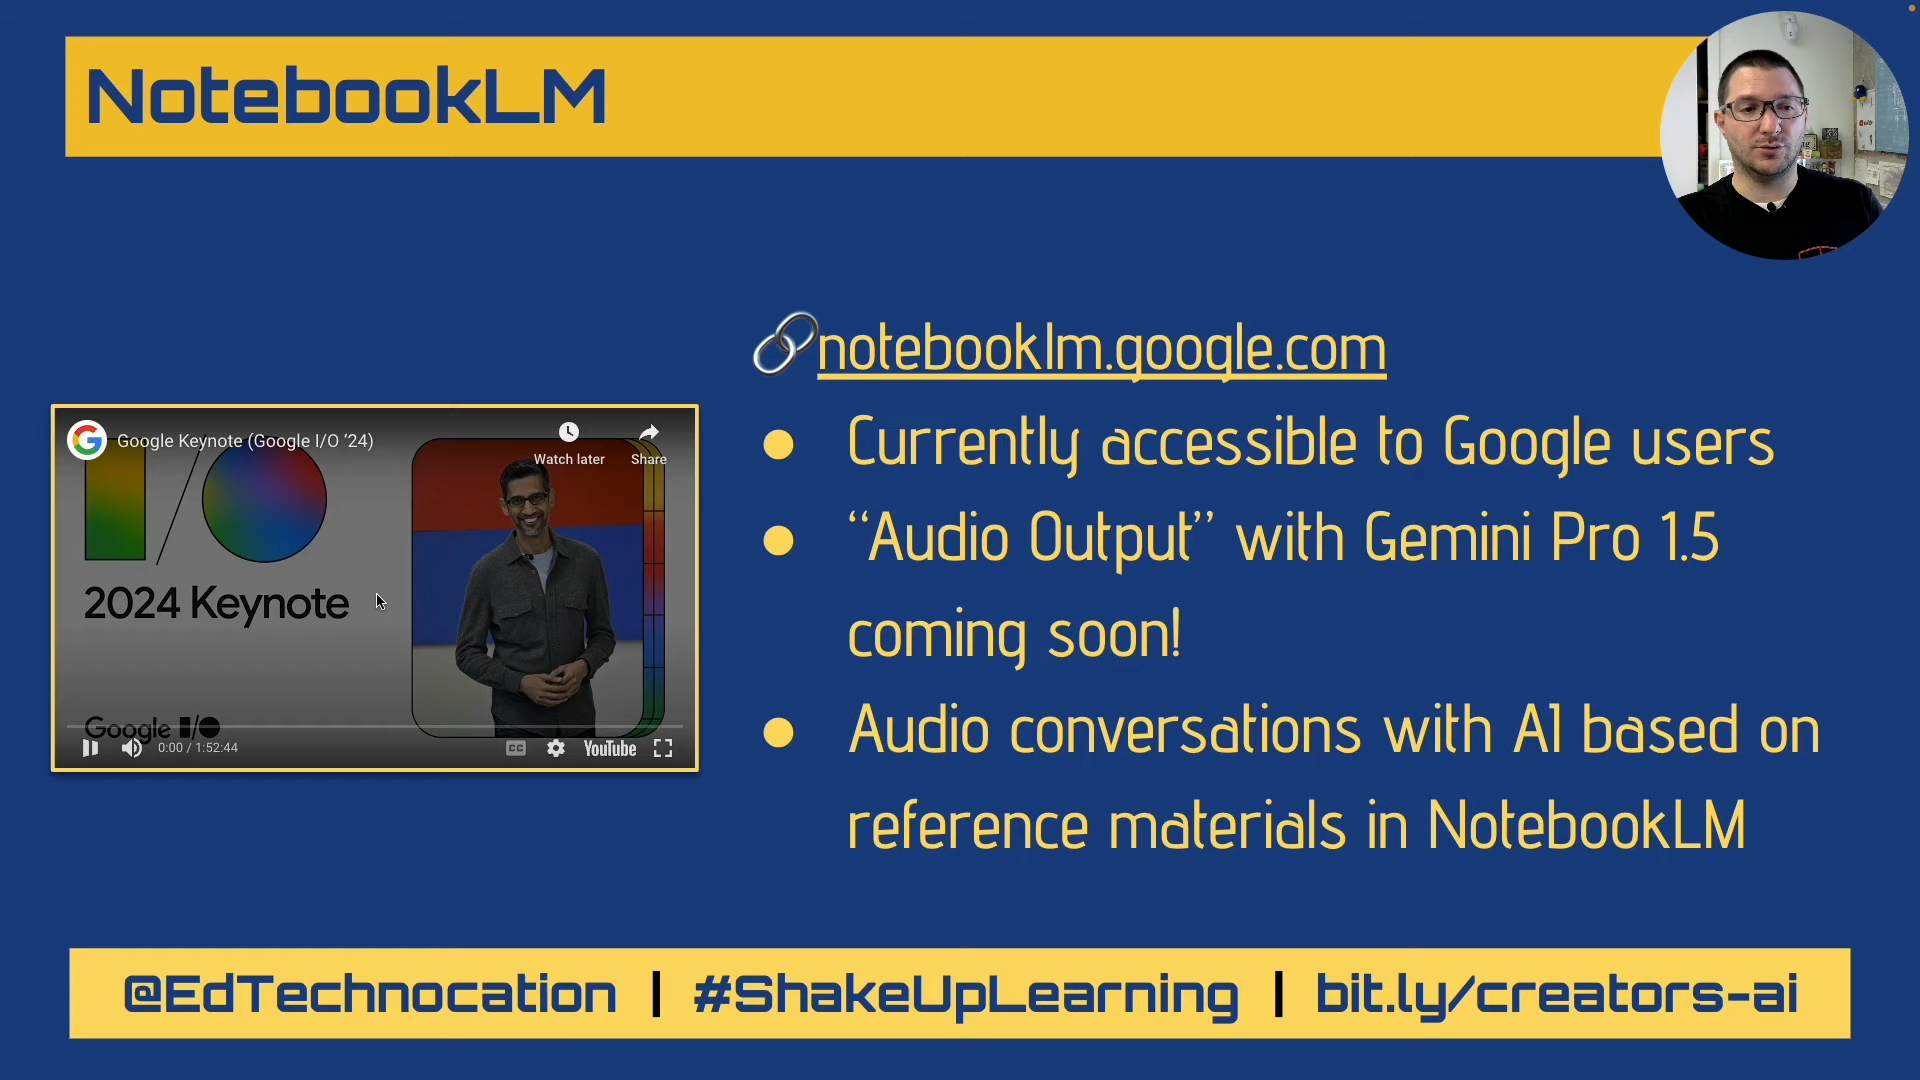 NotebookLM
🔗notebooklm.google.com
● Currently accessible to Google users
● “Audio Output” with Gemini Pro 1.5
coming soon!
● Audio conversations with AI based on
reference materials in NotebookLM
Google Keynote (Google I/O ‘24)
Watch later
Share
I/O
2024 Keynote
Google I/O
0:00 / 1:52:44
CC
YouTube
@EdTechnocation | #ShakeUpLearning | bit.ly/creators-ai